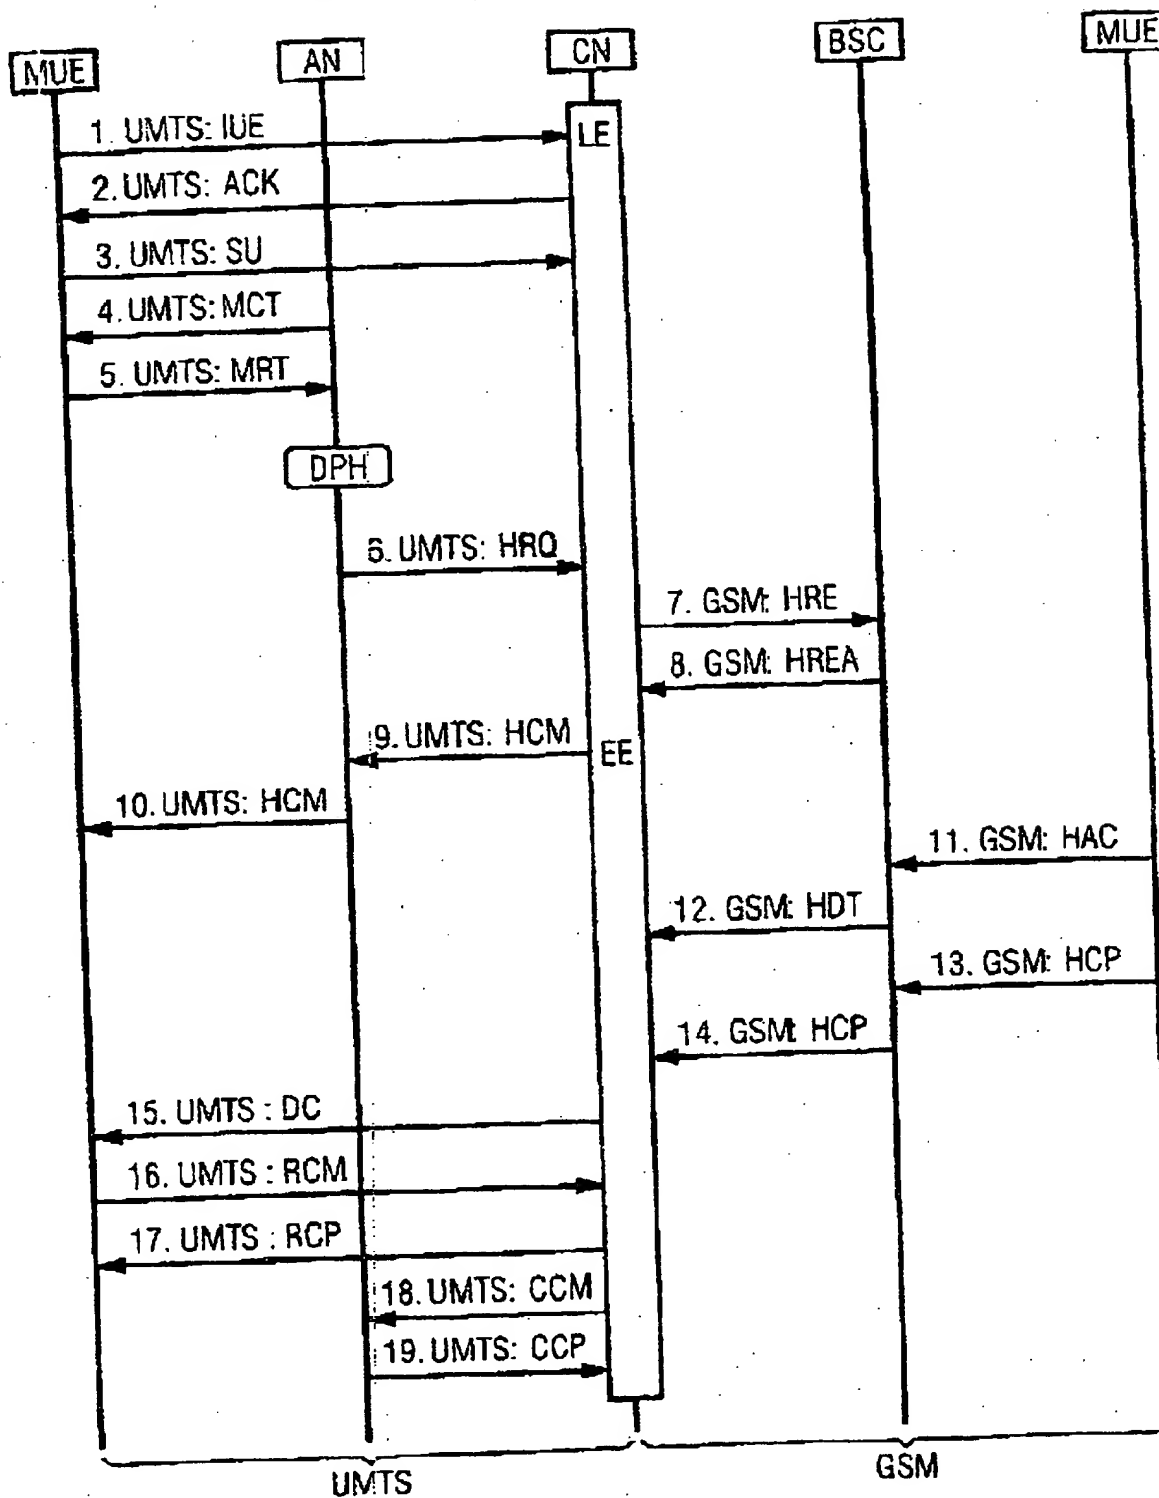 MUE AN CN BSC MUE
1. UMTS: IUE LE
2. UMTS: ACK
3. UMTS: SU
4. UMTS: MCT
5. UMTS: MRT
DPH
6. UMTS: HRQ
7. GSM: HRE
8. GSM: HREA
9. UMTS: HCM EE
10. UMTS: HCM
11. GSM: HAC
12. GSM: HDT
13. GSM: HCP
14. GSM: HCP
15. UMTS : DC
16. UMTS : RCM
17. UMTS : RCP
18. UMTS: CCM
19. UMTS: CCP
UMTS GSM